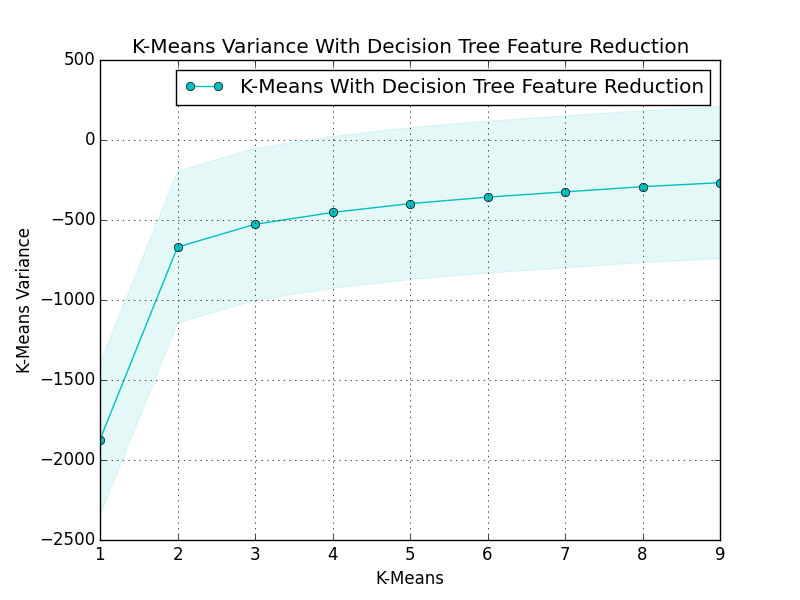 K-Means Variance With Decision Tree Feature Reduction
K-Means With Decision Tree Feature Reduction
500
0
−500
−1000
−1500
−2000
−2500
K-Means Variance
1 2 3 4 5 6 7 8 9
K-Means